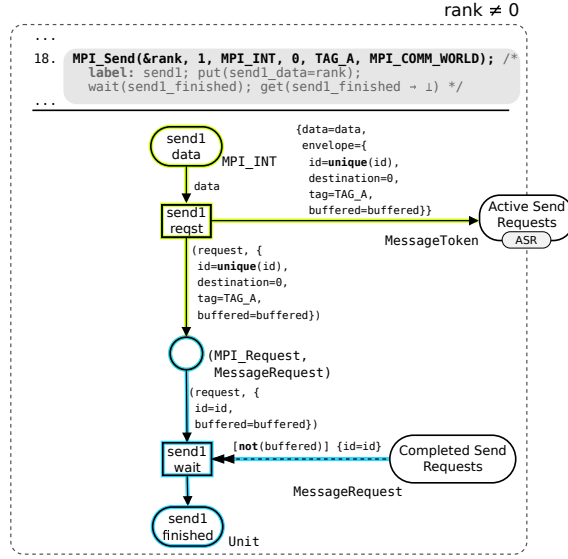 rank ≠ 0
...
18. MPI_Send(&rank, 1, MPI_INT, 0, TAG_A, MPI_COMM_WORLD); /*
label: send1; put(send1_data=rank);
wait(send1_finished); get(send1_finished → ⊥) */
...
send1
data
MPI_INT
data
{data=data,
envelope={
id=unique(id),
destination=0,
tag=TAG_A,
buffered=buffered}}
send1
reqst
Active Send
Requests
ASR
MessageToken
(request, {
id=unique(id),
destination=0,
tag=TAG_A,
buffered=buffered})
(MPI_Request,
MessageRequest)
(request, {
id=id,
buffered=buffered})
[not(buffered)] {id=id}
send1
wait
Completed Send
Requests
MessageRequest
send1
finished
Unit